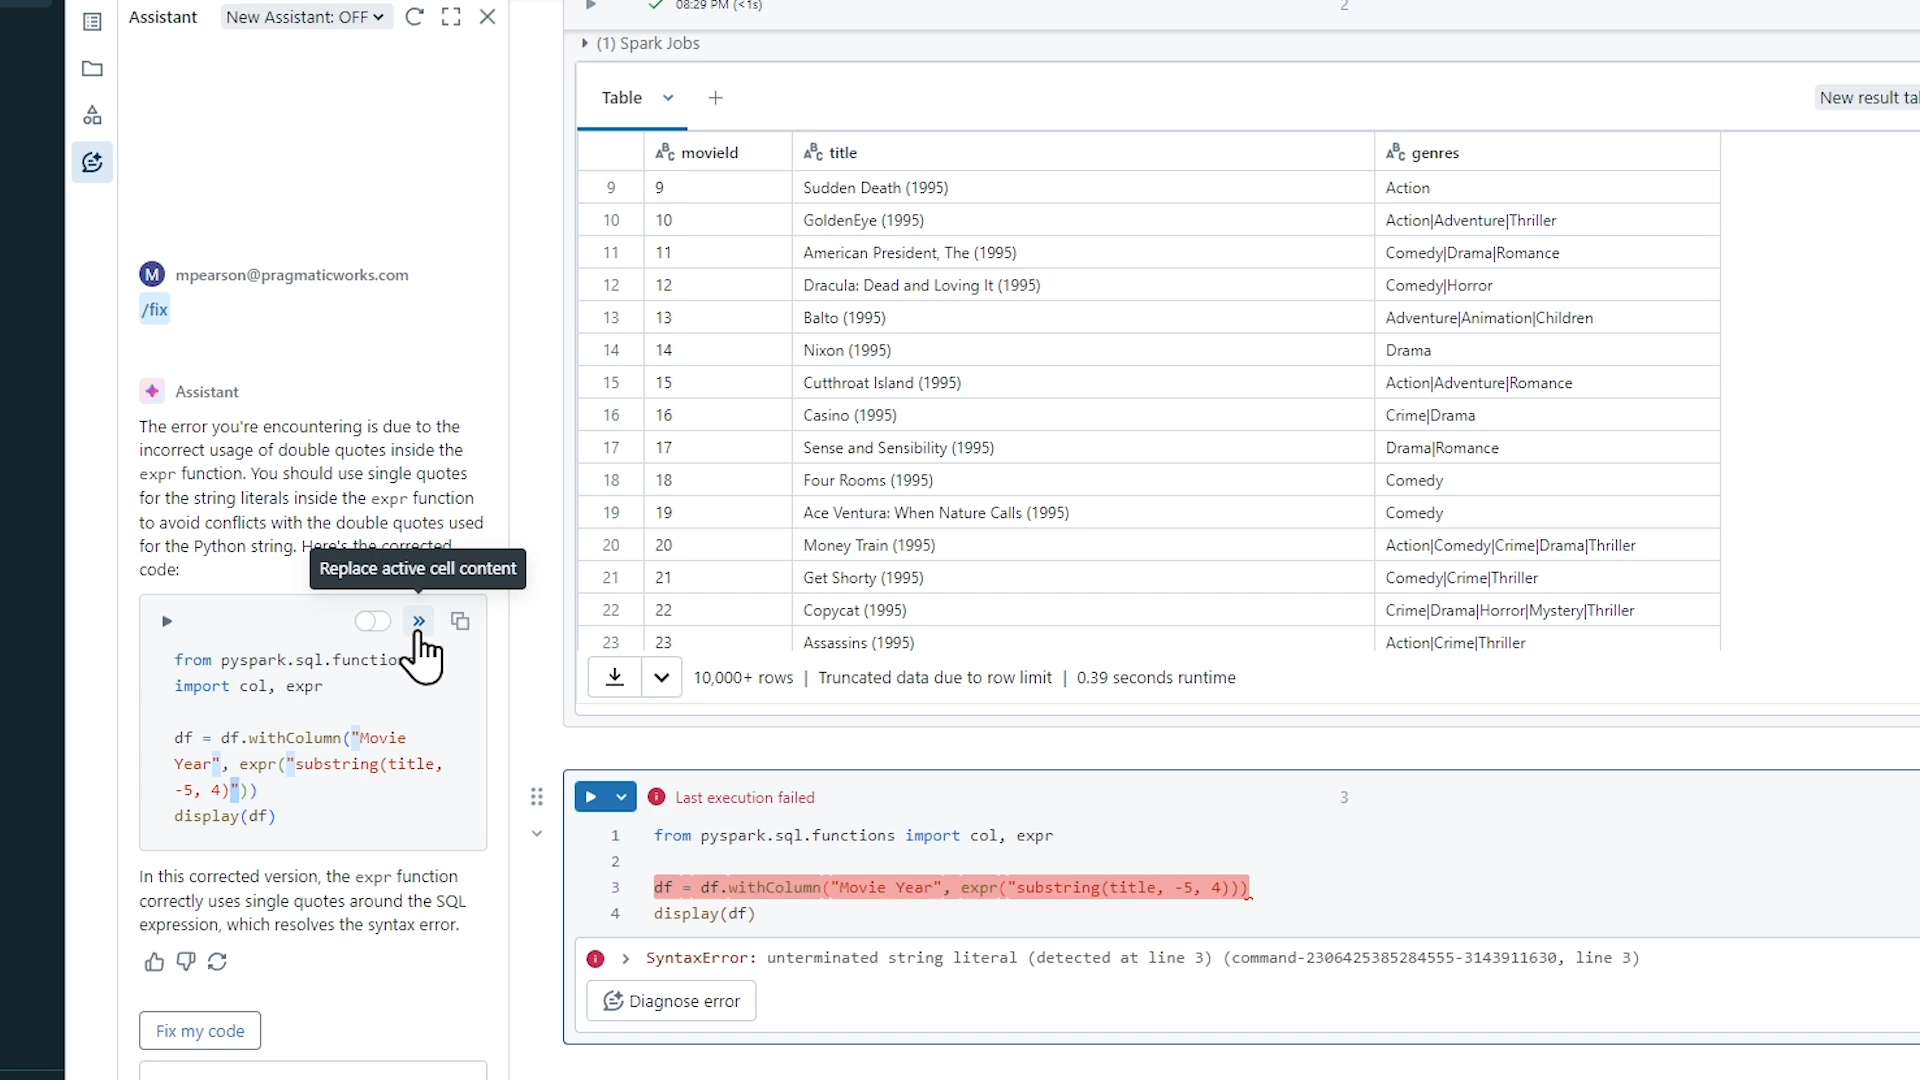 Assistant
New Assistant: OFF
mpearson@pragmaticworks.com
M
/fix
Assistant
The error you're encountering is due to the
incorrect usage of double quotes inside the
expr function. You should use single quotes
for the string literals inside the expr function
to avoid conflicts with the double quotes used
for the Python string. Here's the corrected
code:
Replace active cell content
from pyspark.sql.functio
import col, expr
df = df.withColumn("Movie
Year", expr("substring(title,
-5, 4)"))
display(df)
In this corrected version, the expr function
correctly uses single quotes around the SQL
expression, which resolves the syntax error.
Fix my code
08:29 PM (<1s)
2
(1) Spark Jobs
Table
New result ta
movieId title genres
9 9 Sudden Death (1995) Action
10 10 GoldenEye (1995) Action|Adventure|Thriller
11 11 American President, The (1995) Comedy|Drama|Romance
12 12 Dracula: Dead and Loving It (1995) Comedy|Horror
13 13 Balto (1995) Adventure|Animation|Children
14 14 Nixon (1995) Drama
15 15 Cutthroat Island (1995) Action|Adventure|Romance
16 16 Casino (1995) Crime|Drama
17 17 Sense and Sensibility (1995) Drama|Romance
18 18 Four Rooms (1995) Comedy
19 19 Ace Ventura: When Nature Calls (1995) Comedy
20 20 Money Train (1995) Action|Comedy|Crime|Drama|Thriller
21 21 Get Shorty (1995) Comedy|Crime|Thriller
22 22 Copycat (1995) Crime|Drama|Horror|Mystery|Thriller
23 23 Assassins (1995) Action|Crime|Thriller
10,000+ rows | Truncated data due to row limit | 0.39 seconds runtime
Last execution failed
3
1 from pyspark.sql.functions import col, expr
2
3 df = df.withColumn("Movie Year", expr("substring(title, -5, 4)))
4 display(df)
SyntaxError: unterminated string literal (detected at line 3) (command-2306425385284555-3143911630, line 3)
Diagnose error